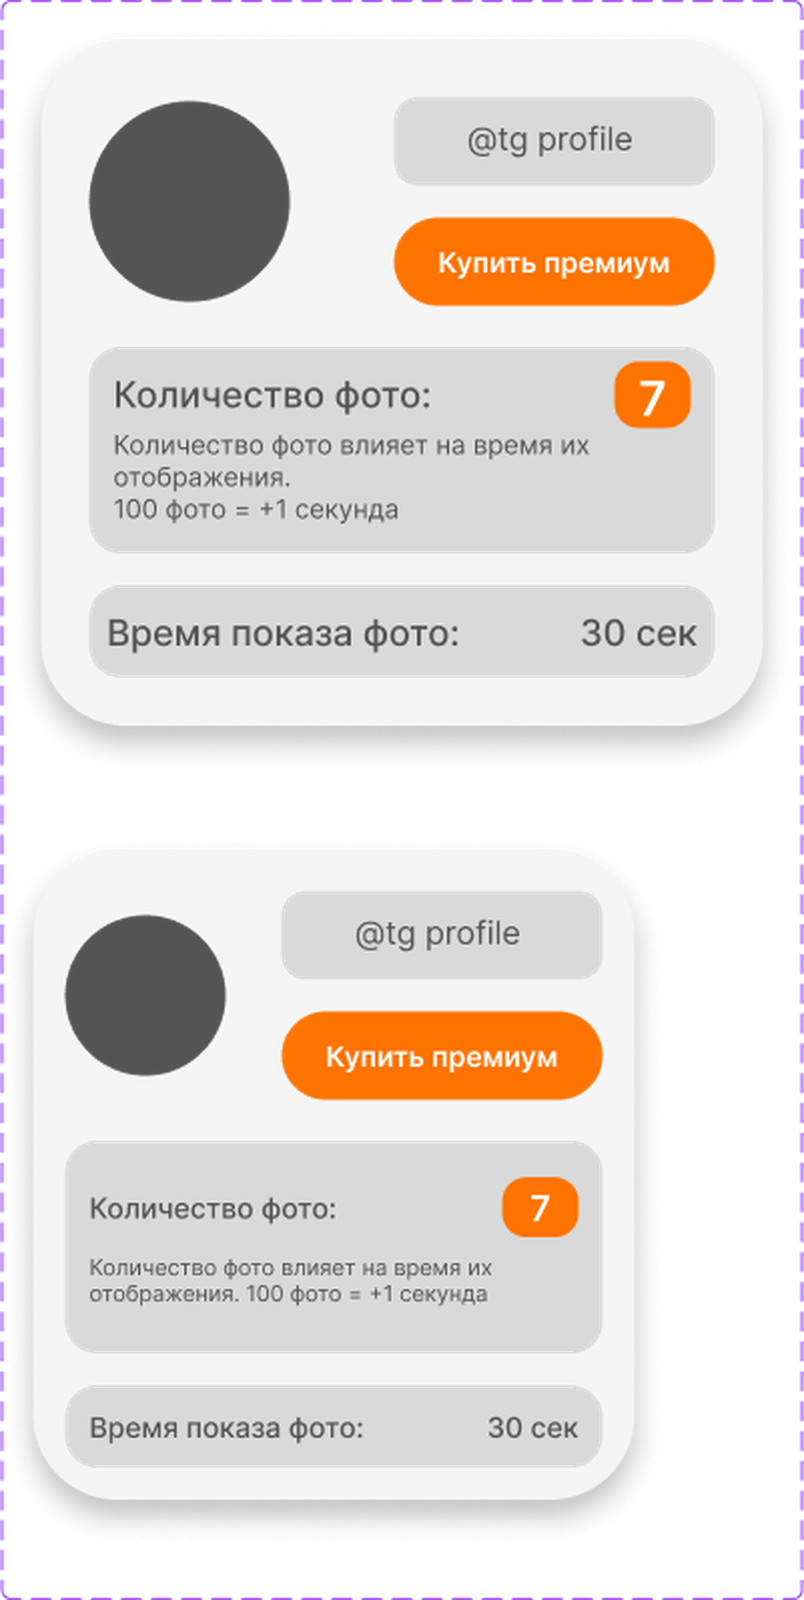 @tg profile
Купить премиум
Количество фото:
7
Количество фото влияет на время их
отображения.
100 фото = +1 секунда
Время показа фото:
30 сек
@tg profile
Купить премиум
Количество фото:
7
Количество фото влияет на время их
отображения. 100 фото = +1 секунда
Время показа фото:
30 сек